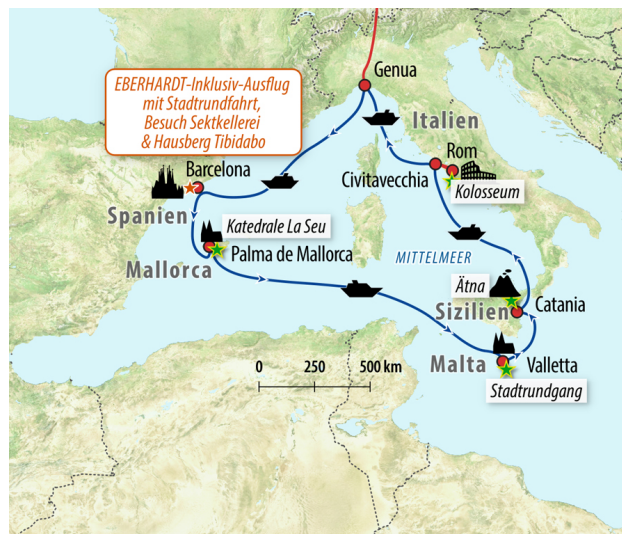 Genua
EBERHARDT-Inklusiv-Ausflug
mit Stadtrundfahrt,
Besuch Sektkellerei
& Hausberg Tibidabo
Italien
Rom
Barcelona
Civitavecchia
Kolosseum
Spanien
Katedrale La Seu
Palma de Mallorca
Mallorca
MITTELMEER
Ätna
Sizilien
Catania
Malta
Valletta
Stadtrundgang
0 250 500 km